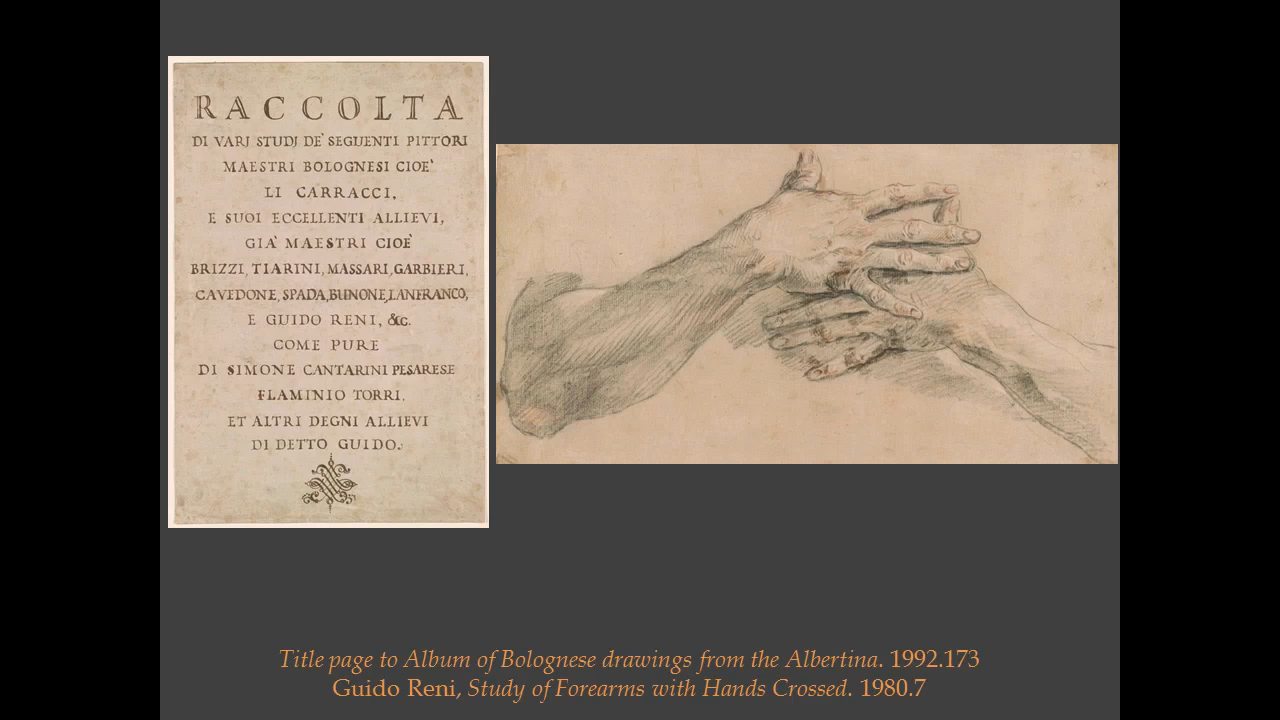 RACCOLTA
DI VARJ STUDJ DE' SEGUENTI PITTORI
MAESTRI BOLOGNESI CIOE'
LI CARRACCI,
E SUOI ECCELLENTI ALLIEVI,
GIA' MAESTRI CIOÈ
BRIZZI, TIARINI, MASSARI, GARBIERI,
CAVEDONE, SPADA, BUNONE, LANFRANCO,
E GUIDO RENI, &c.
COME PURE
DI SIMONE CANTARINI PESARESE
FLAMINIO TORRI.
ET ALTRI DEGNI ALLIEVI
DI DETTO GUIDO.
Title page to Album of Bolognese drawings from the Albertina. 1992.173
Guido Reni, Study of Forearms with Hands Crossed. 1980.7